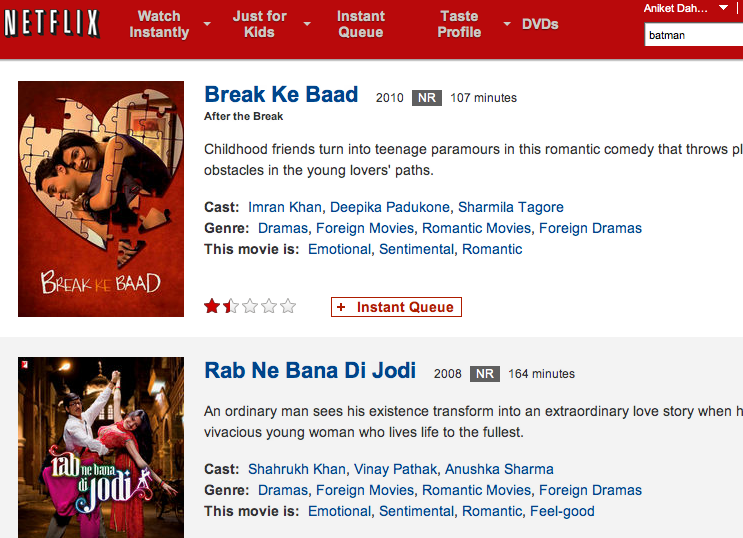 NETFLIX
Watch Instantly
Just for Kids
Instant Queue
Taste Profile
DVDs
Aniket Dah...
batman
Break Ke Baad 2010 NR 107 minutes
After the Break
Childhood friends turn into teenage paramours in this romantic comedy that throws pl
obstacles in the young lovers' paths.
Cast: Imran Khan, Deepika Padukone, Sharmila Tagore
Genre: Dramas, Foreign Movies, Romantic Movies, Foreign Dramas
This movie is: Emotional, Sentimental, Romantic
+ Instant Queue
BREAK KE BAAD
Rab Ne Bana Di Jodi 2008 NR 164 minutes
An ordinary man sees his existence transform into an extraordinary love story when h
vivacious young woman who lives life to the fullest.
Cast: Shahrukh Khan, Vinay Pathak, Anushka Sharma
Genre: Dramas, Foreign Movies, Romantic Movies, Foreign Dramas
This movie is: Emotional, Sentimental, Romantic, Feel-good
rab ne bana
di jodi